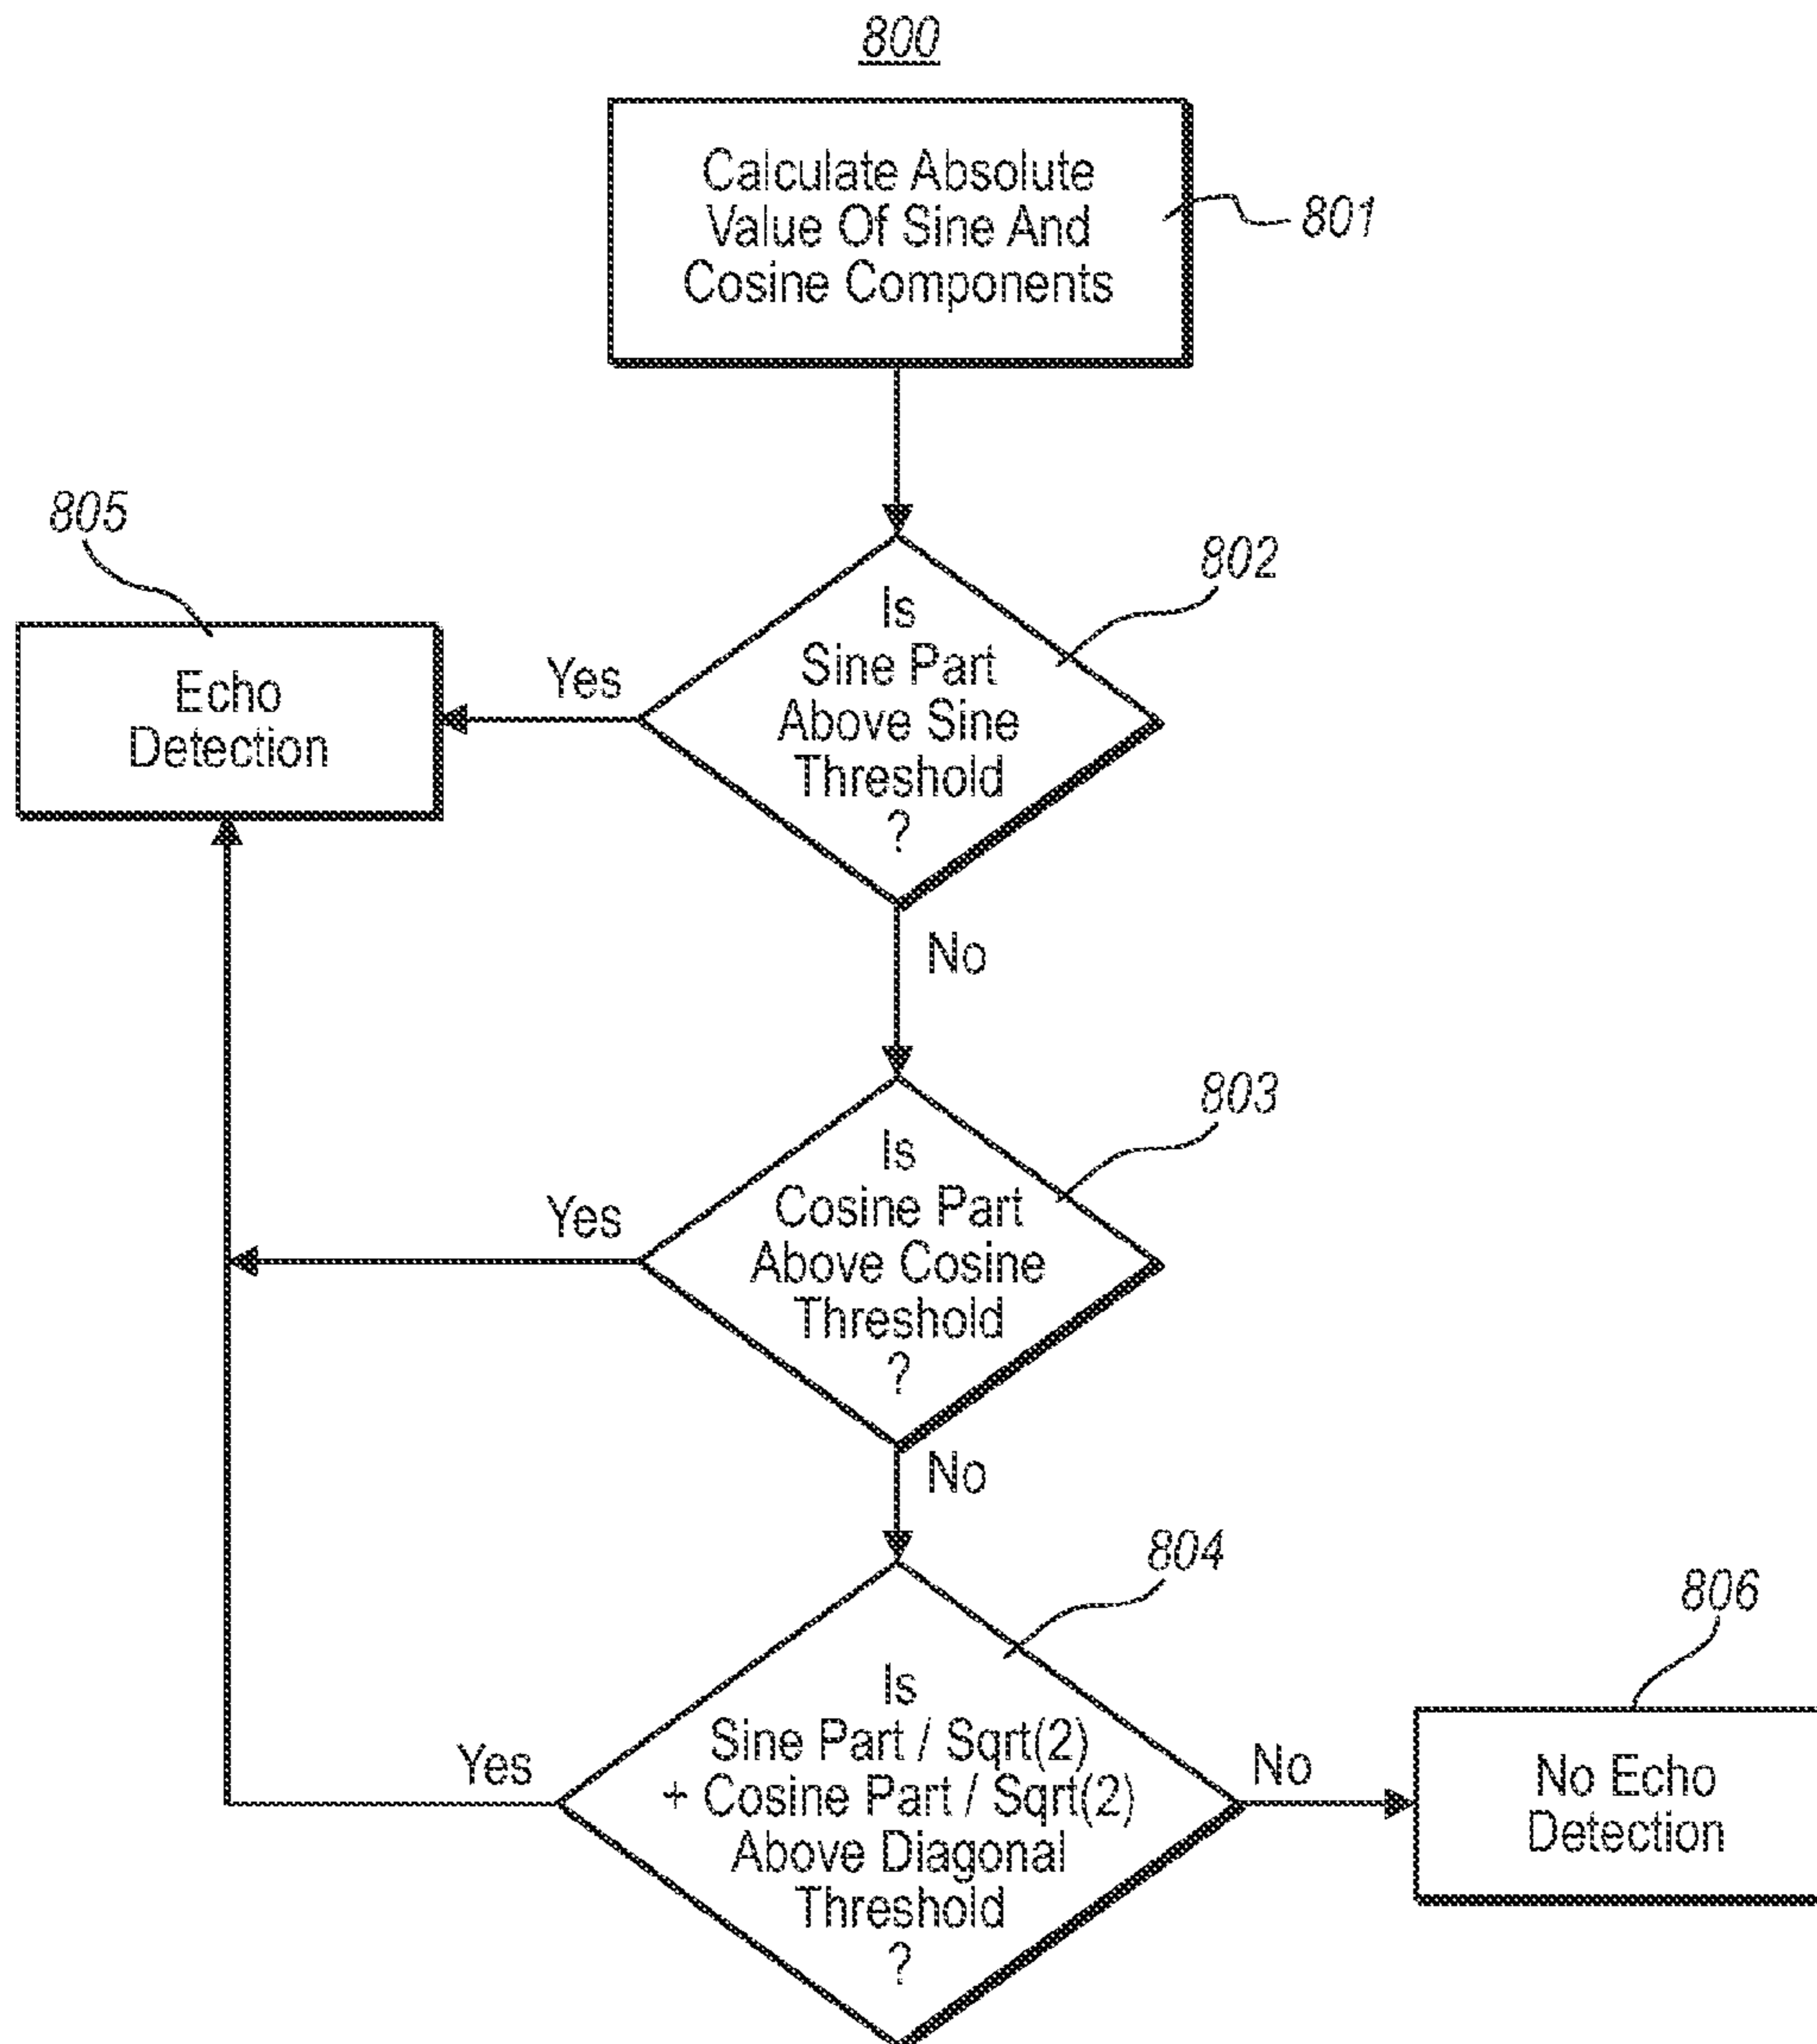 800
Calculate Absolute
Value Of Sine And
Cosine Components
801
805
802
Is
Sine Part
Above Sine
Threshold
?
Yes
Echo
Detection
No
803
Is
Cosine Part
Above Cosine
Threshold
?
Yes
No
804
806
Is
Sine Part / Sqrt(2)
+ Cosine Part / Sqrt(2)
Above Diagonal
Threshold
?
Yes
No
No Echo
Detection